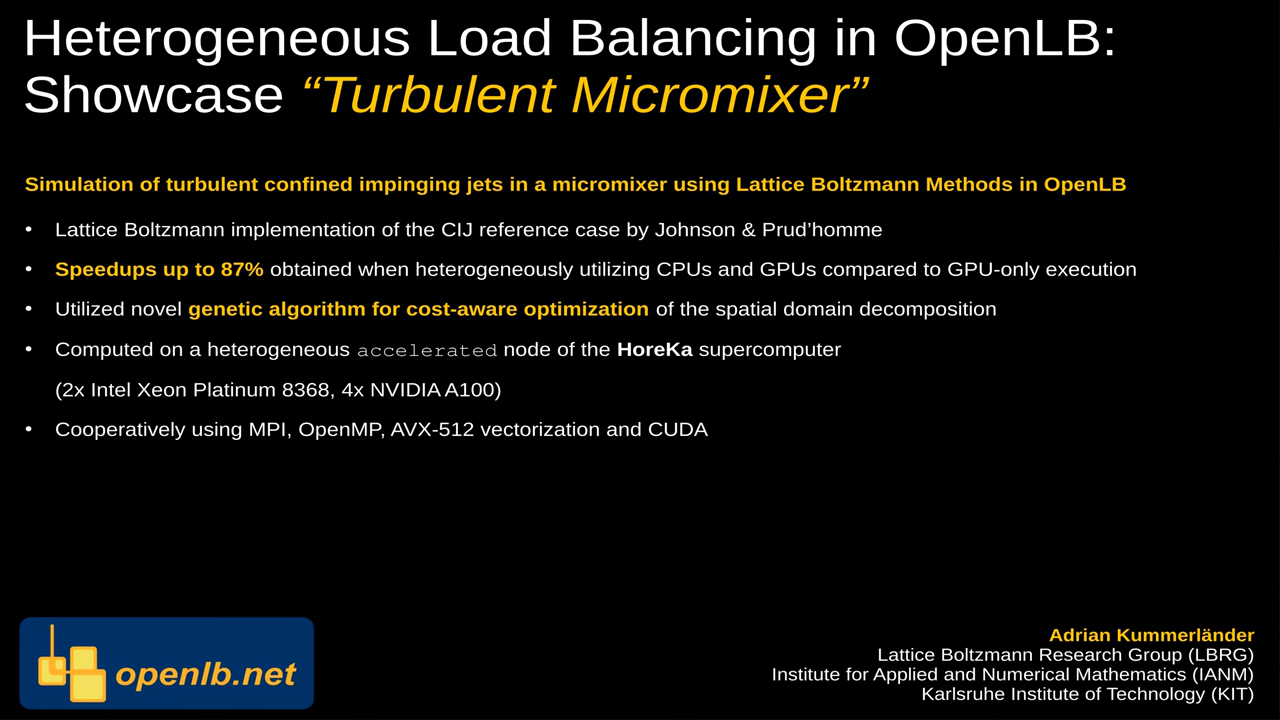 Heterogeneous Load Balancing in OpenLB:
Showcase “Turbulent Micromixer”
Simulation of turbulent confined impinging jets in a micromixer using Lattice Boltzmann Methods in OpenLB
• Lattice Boltzmann implementation of the CIJ reference case by Johnson & Prud’homme
• Speedups up to 87% obtained when heterogeneously utilizing CPUs and GPUs compared to GPU-only execution
• Utilized novel genetic algorithm for cost-aware optimization of the spatial domain decomposition
• Computed on a heterogeneous accelerated node of the HoreKa supercomputer
(2x Intel Xeon Platinum 8368, 4x NVIDIA A100)
• Cooperatively using MPI, OpenMP, AVX-512 vectorization and CUDA
openlb.net
Adrian Kummerländer
Lattice Boltzmann Research Group (LBRG)
Institute for Applied and Numerical Mathematics (IANM)
Karlsruhe Institute of Technology (KIT)